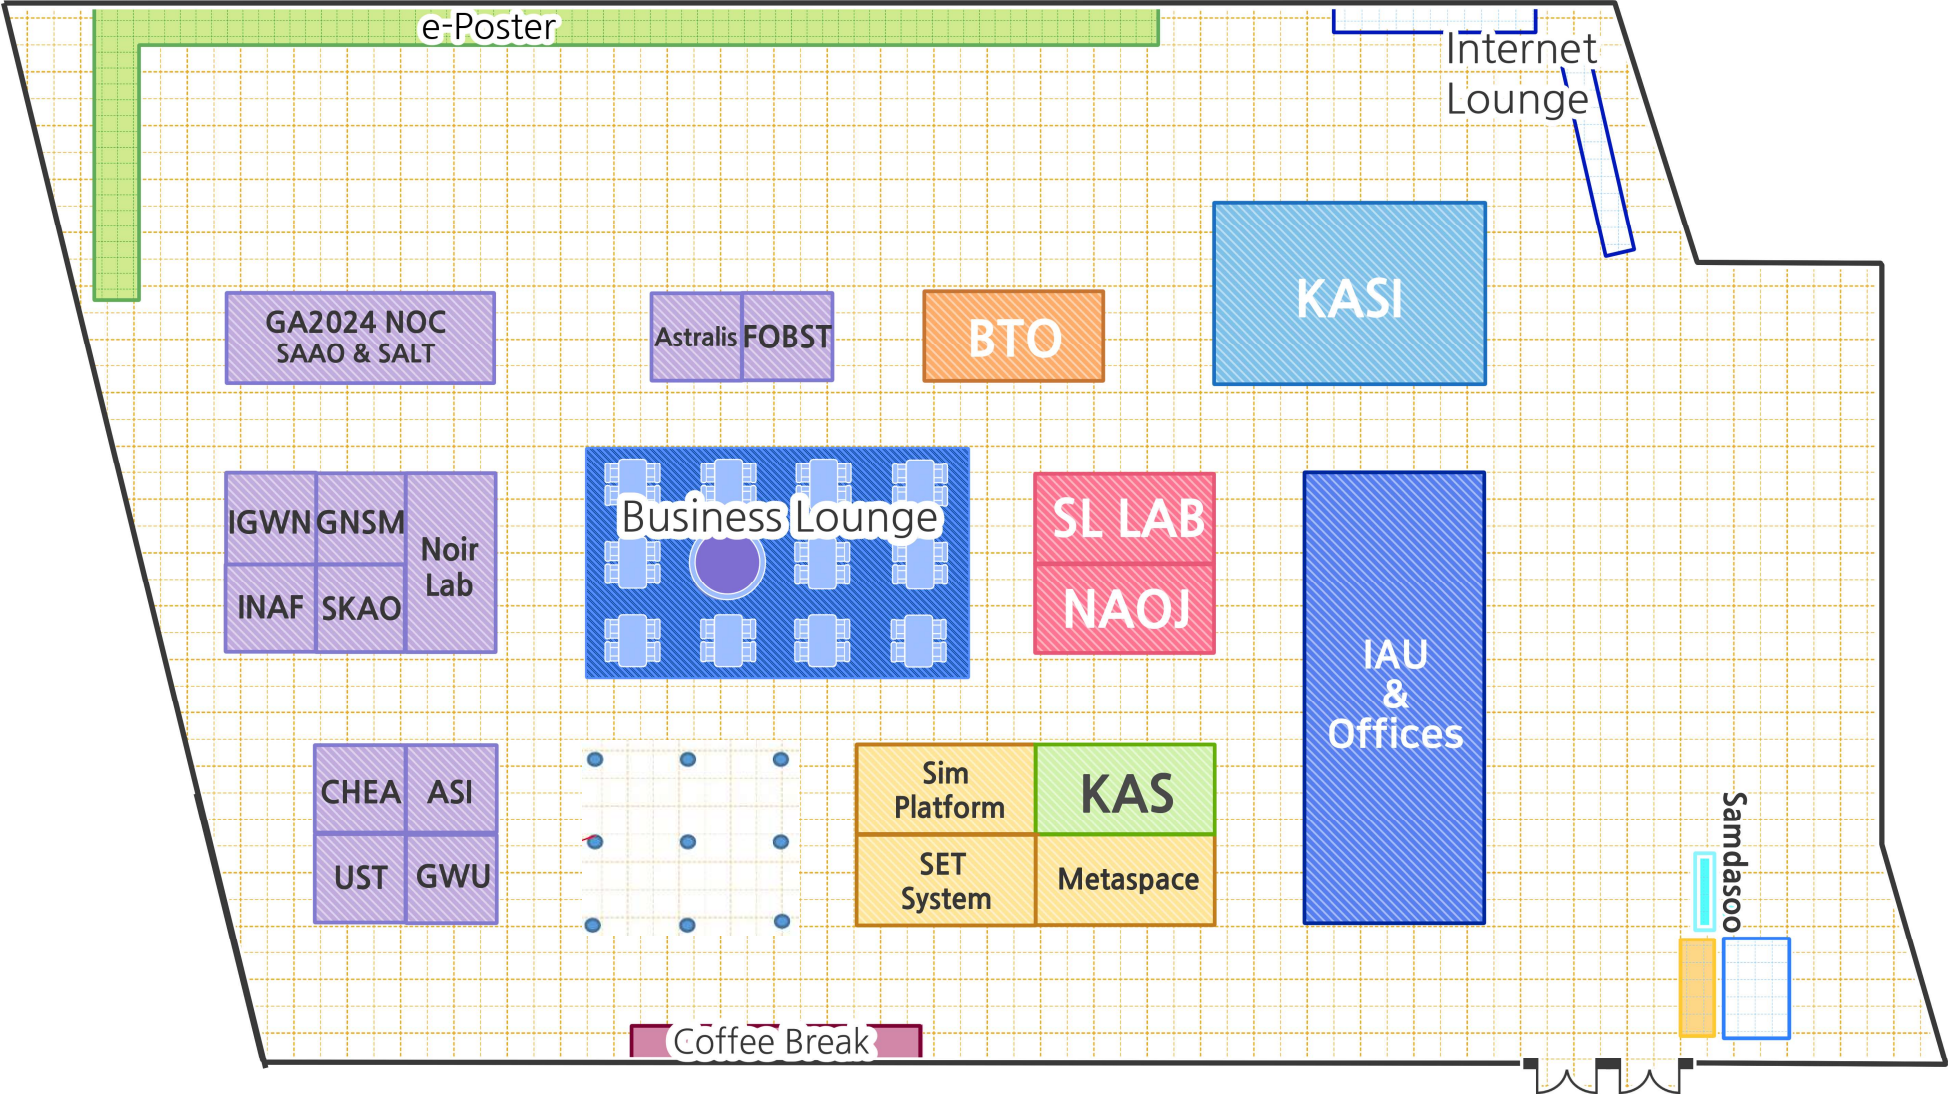 e-Poster
Internet
Lounge
KASI
GA2024 NOC
SAAO & SALT
Astralis
FOBST
BTO
IGWN
GNSM
Noir
Lab
INAF
SKAO
Business Lounge
SL LAB
NAOJ
IAU
&
Offices
CHEA
ASI
UST
GWU
Sim
Platform
KAS
SET
System
Metaspace
Samdasoo
Coffee Break